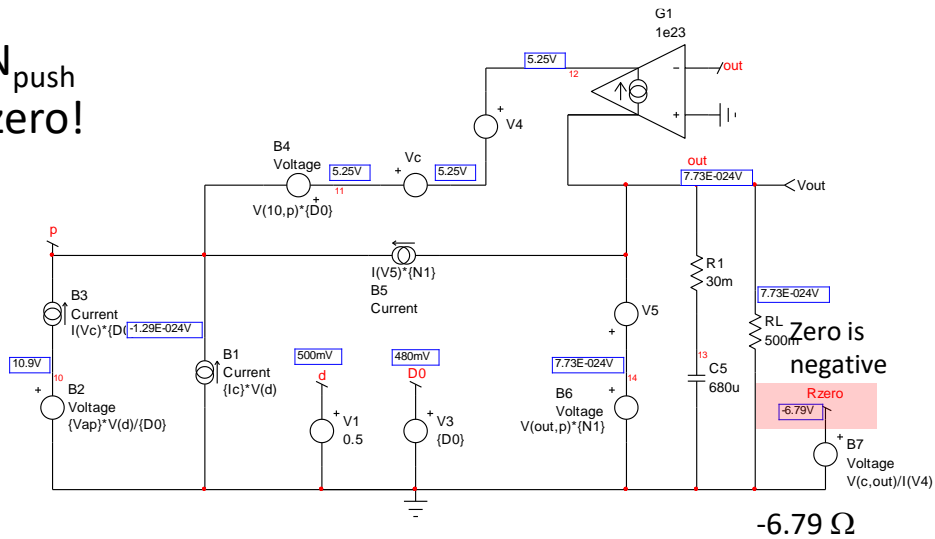 N_push
zero!
G1
1e23
5.25V
12
out
V4
B4
Voltage
5.25V
11
V(10,p)*{D0}
Vc
5.25V
out
7.73E-024V
Vout
p
I(V5)*{N1}
B5
Current
B3
Current
I(Vc)*{D0
-1.29E-024V
10.9V
10
B2
Voltage
{Vap}*V(d)/{D0}
B1
Current
{Ic}*V(d)
500mV
d
V1
0.5
480mV
D0
V3
{D0}
V5
7.73E-024V
14
B6
Voltage
V(out,p)*{N1}
R1
30m
13
C5
680u
7.73E-024V
RL
500m
Zero is
negative
Rzero
-6.79V
B7
Voltage
V(c,out)/I(V4)
-6.79 Ω